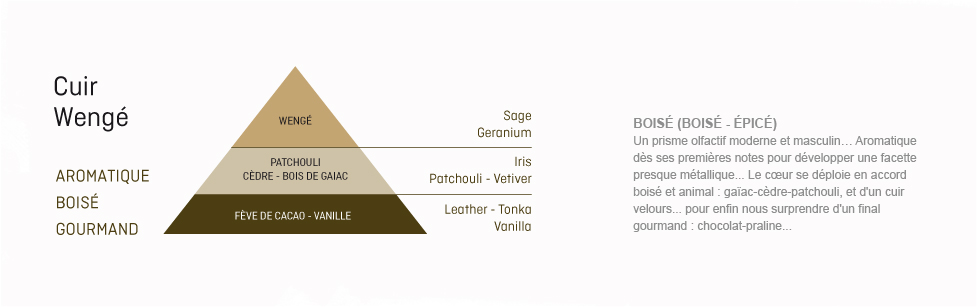 Cuir
Wengé
AROMATIQUE
BOISÉ
GOURMAND
WENGÉ
PATCHOULI
CÈDRE - BOIS DE GAIAC
FÈVE DE CACAO - VANILLE
Sage
Geranium
Iris
Patchouli - Vetiver
Leather - Tonka
Vanilla
BOISÉ (BOISÉ - ÉPICÉ)
Un prisme olfactif moderne et masculin… Aromatique
dès ses premières notes pour développer une facette
presque métallique... Le cœur se déploie en accord
boisé et animal : gaïac-cèdre-patchouli, et d'un cuir
velours... pour enfin nous surprendre d'un final
gourmand : chocolat-praline...